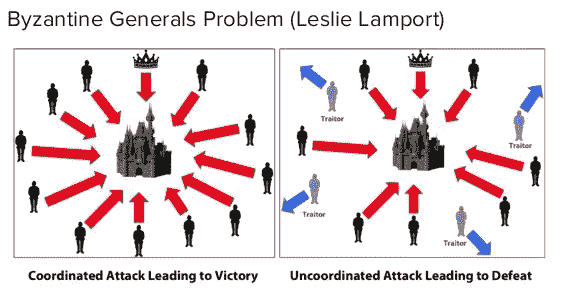 Byzantine Generals Problem (Leslie Lamport)
Traitor
Traitor
Traitor
Traitor
Coordinated Attack Leading to Victory
Uncoordinated Attack Leading to Defeat